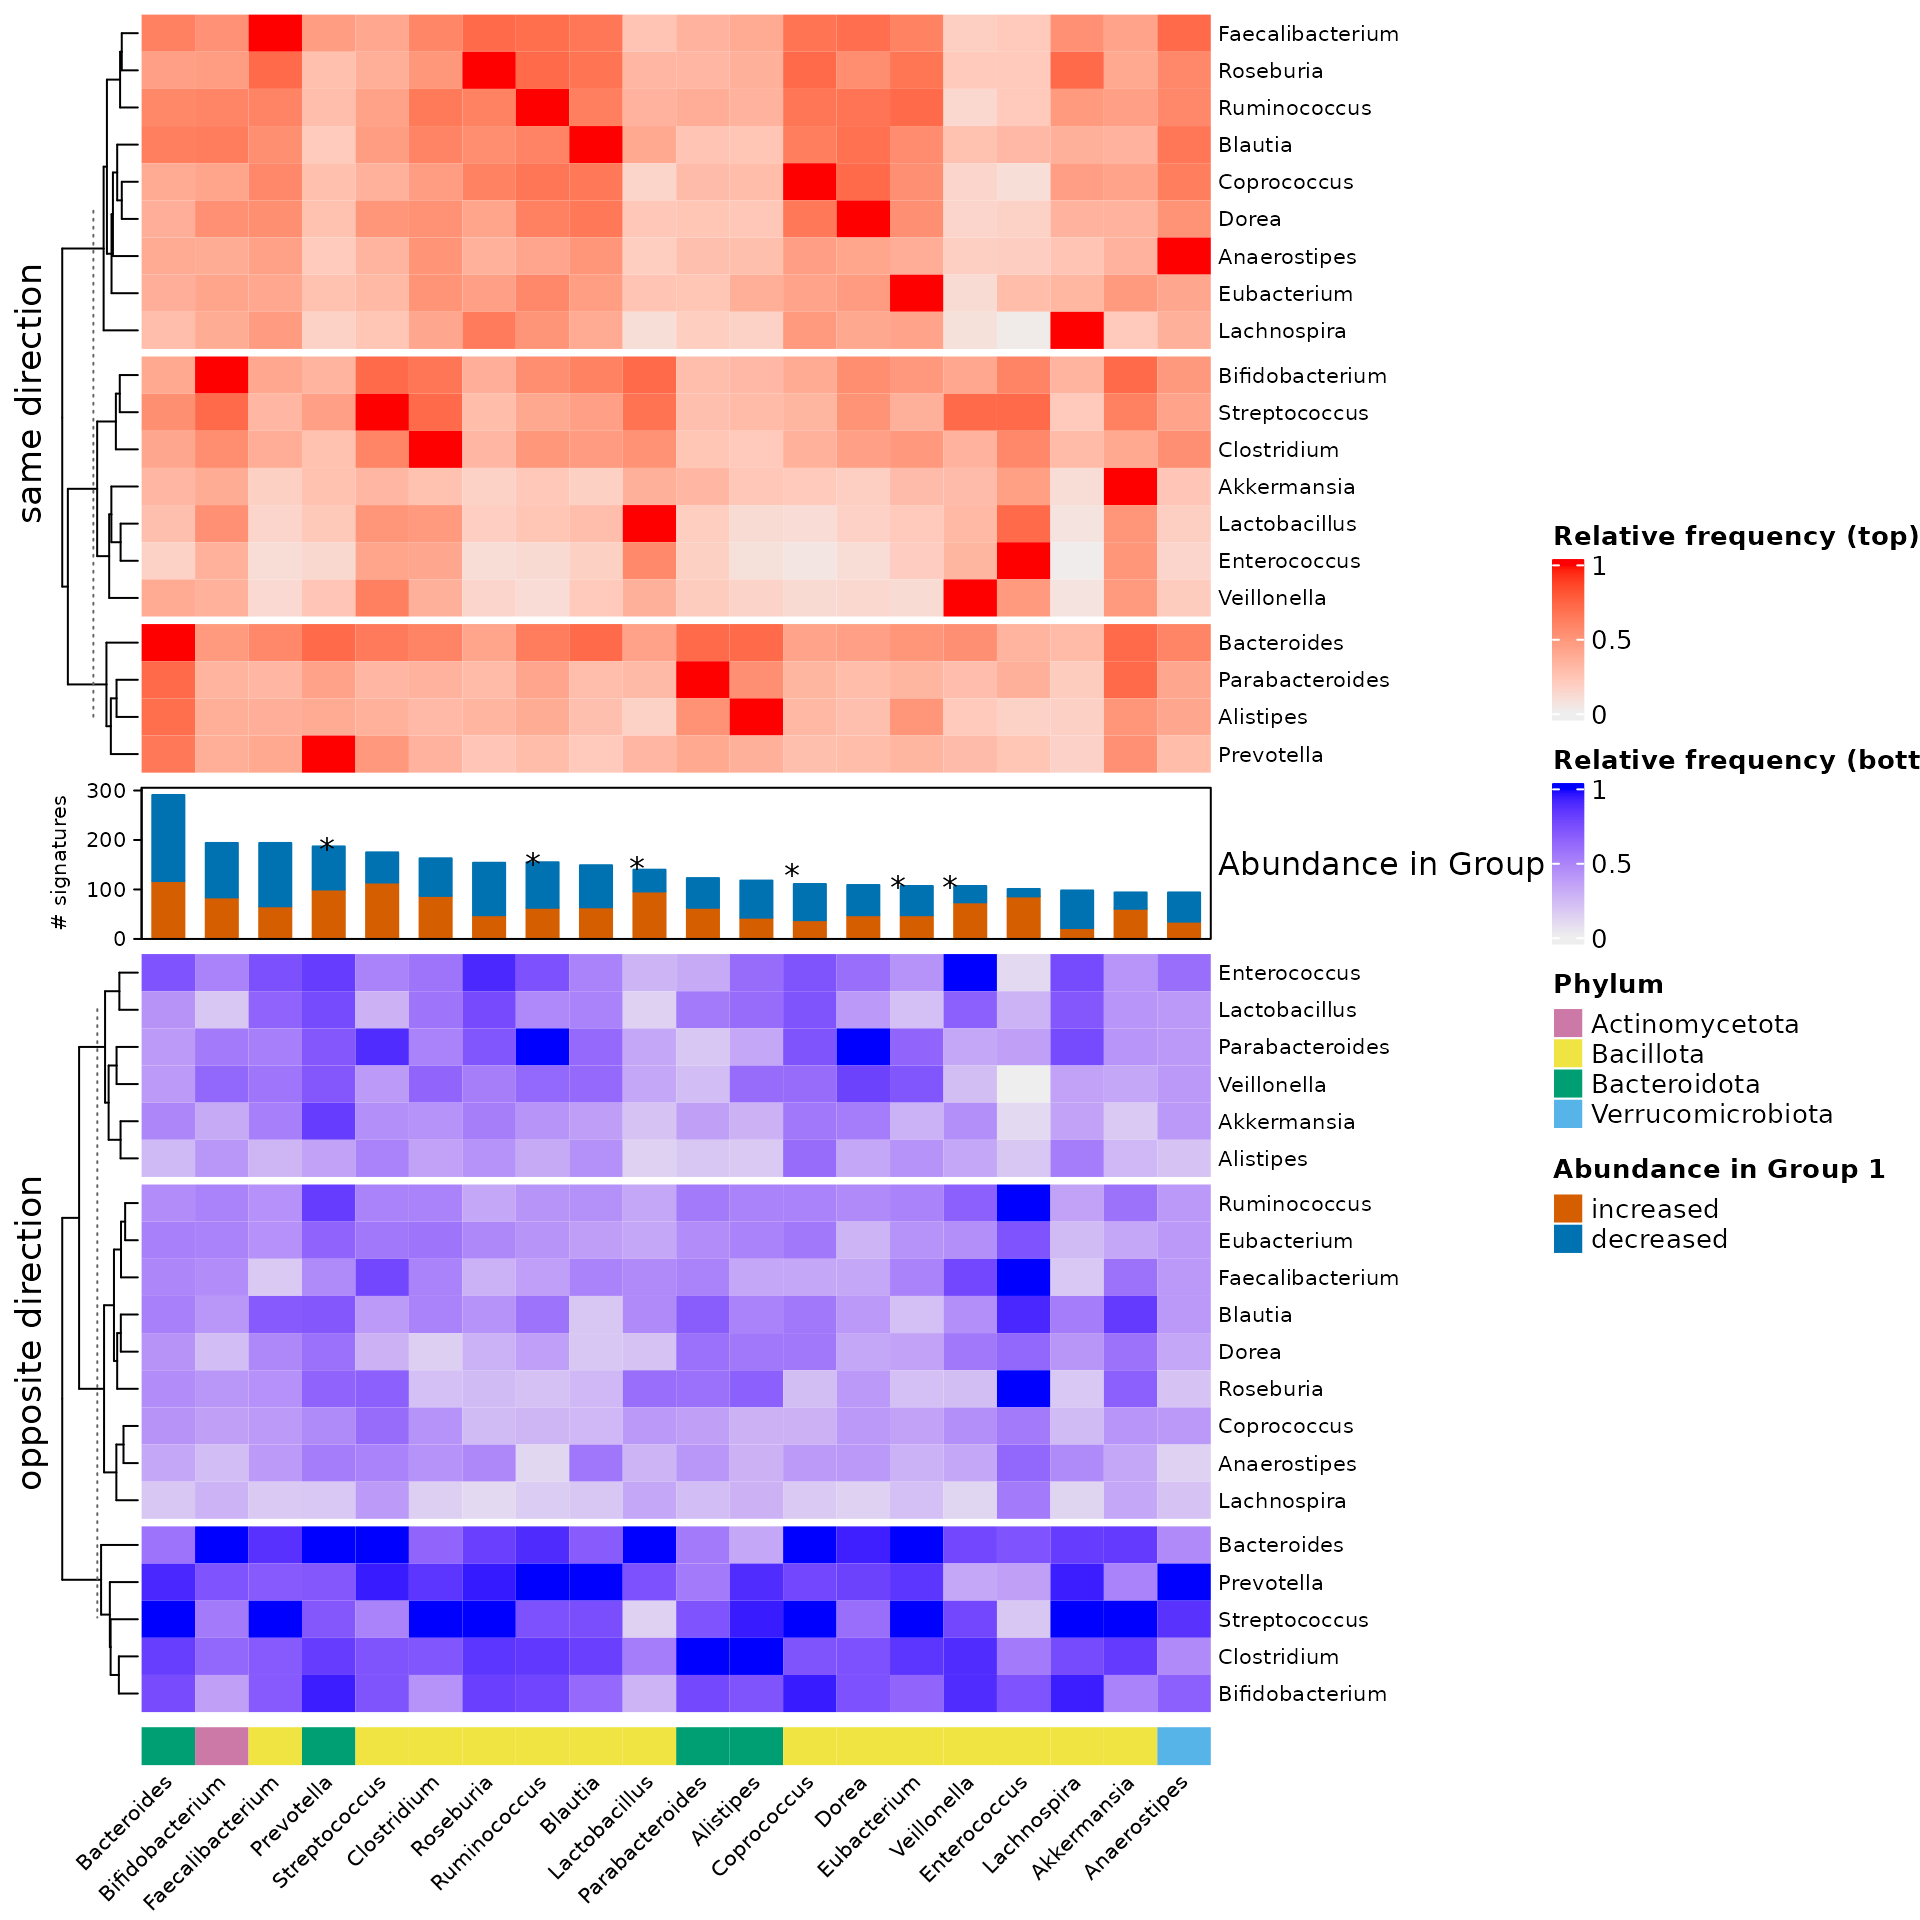 same direction
Faecalibacterium
Roseburia
Ruminococcus
Blautia
Coprococcus
Dorea
Anaerostipes
Eubacterium
Lachnospira
Bifidobacterium
Streptococcus
Clostridium
Akkermansia
Lactobacillus
Enterococcus
Veillonella
Bacteroides
Parabacteroides
Alistipes
Prevotella
# signatures
300
200
100
0
* * * * * *
Abundance in Group
opposite direction
Enterococcus
Lactobacillus
Parabacteroides
Veillonella
Akkermansia
Alistipes
Ruminococcus
Eubacterium
Faecalibacterium
Blautia
Dorea
Roseburia
Coprococcus
Anaerostipes
Lachnospira
Bacteroides
Prevotella
Streptococcus
Clostridium
Bifidobacterium
Bacteroides
Bifidobacterium
Faecalibacterium
Prevotella
Streptococcus
Clostridium
Roseburia
Ruminococcus
Blautia
Lactobacillus
Parabacteroides
Alistipes
Coprococcus
Dorea
Eubacterium
Veillonella
Enterococcus
Lachnospira
Akkermansia
Anaerostipes
Relative frequency (top)
1
0.5
0
Relative frequency (bott
1
0.5
0
Phylum
Actinomycetota
Bacillota
Bacteroidota
Verrucomicrobiota
Abundance in Group 1
increased
decreased